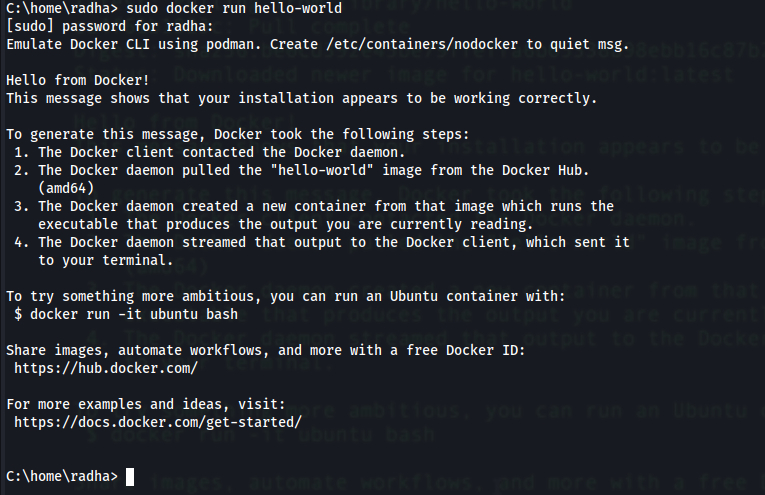 C:\home\radha> sudo docker run hello-world
[sudo] password for radha:
Emulate Docker CLI using podman. Create /etc/containers/nodocker to quiet msg.

Hello from Docker!
This message shows that your installation appears to be working correctly.

To generate this message, Docker took the following steps:
 1. The Docker client contacted the Docker daemon.
 2. The Docker daemon pulled the "hello-world" image from the Docker Hub.
    (amd64)
 3. The Docker daemon created a new container from that image which runs the
    executable that produces the output you are currently reading.
 4. The Docker daemon streamed that output to the Docker client, which sent it
    to your terminal.

To try something more ambitious, you can run an Ubuntu container with:
 $ docker run -it ubuntu bash

Share images, automate workflows, and more with a free Docker ID:
 https://hub.docker.com/

For more examples and ideas, visit:
 https://docs.docker.com/get-started/

C:\home\radha>